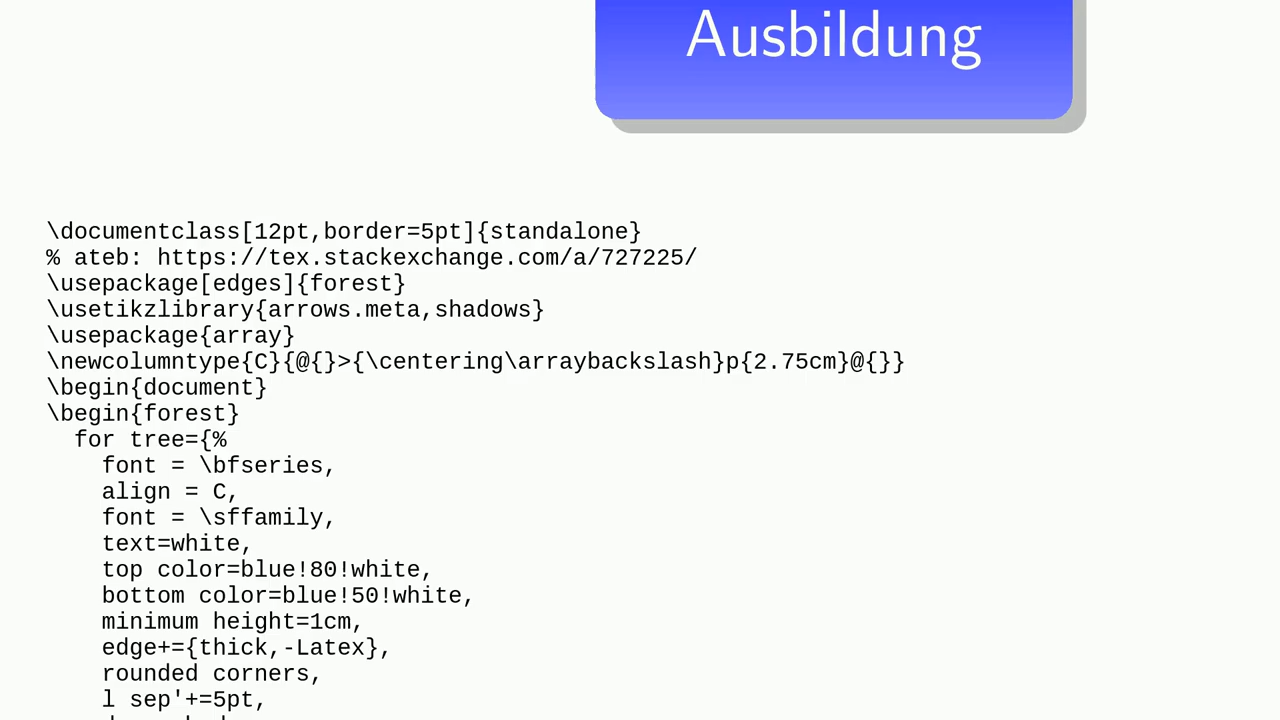 Ausbildung
\documentclass[12pt,border=5pt]{standalone}
% ateb: https://tex.stackexchange.com/a/727225/
\usepackage[edges]{forest}
\usetikzlibrary{arrows.meta,shadows}
\usepackage{array}
\newcolumntype{C}{@{}>{\centering\arraybackslash}p{2.75cm}@{}}
\begin{document}
\begin{forest}
  for tree={%
    font = \bfseries,
    align = C,
    font = \sffamily,
    text=white,
    top color=blue!80!white,
    bottom color=blue!50!white,
    minimum height=1cm,
    edge+={thick,-Latex},
    rounded corners,
    l sep'+=5pt,